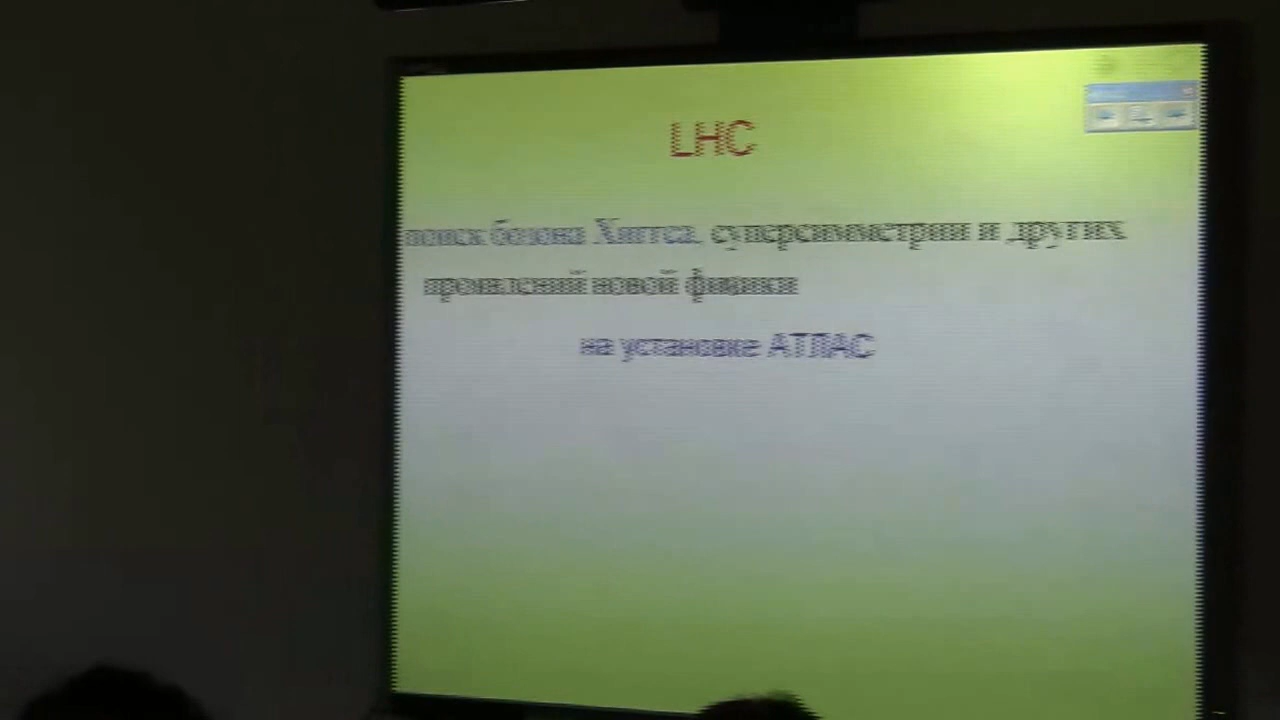 LHC
поиск бозона Хиггса, суперсимметрии и других
проявлений новой физики
на установке АТЛАС